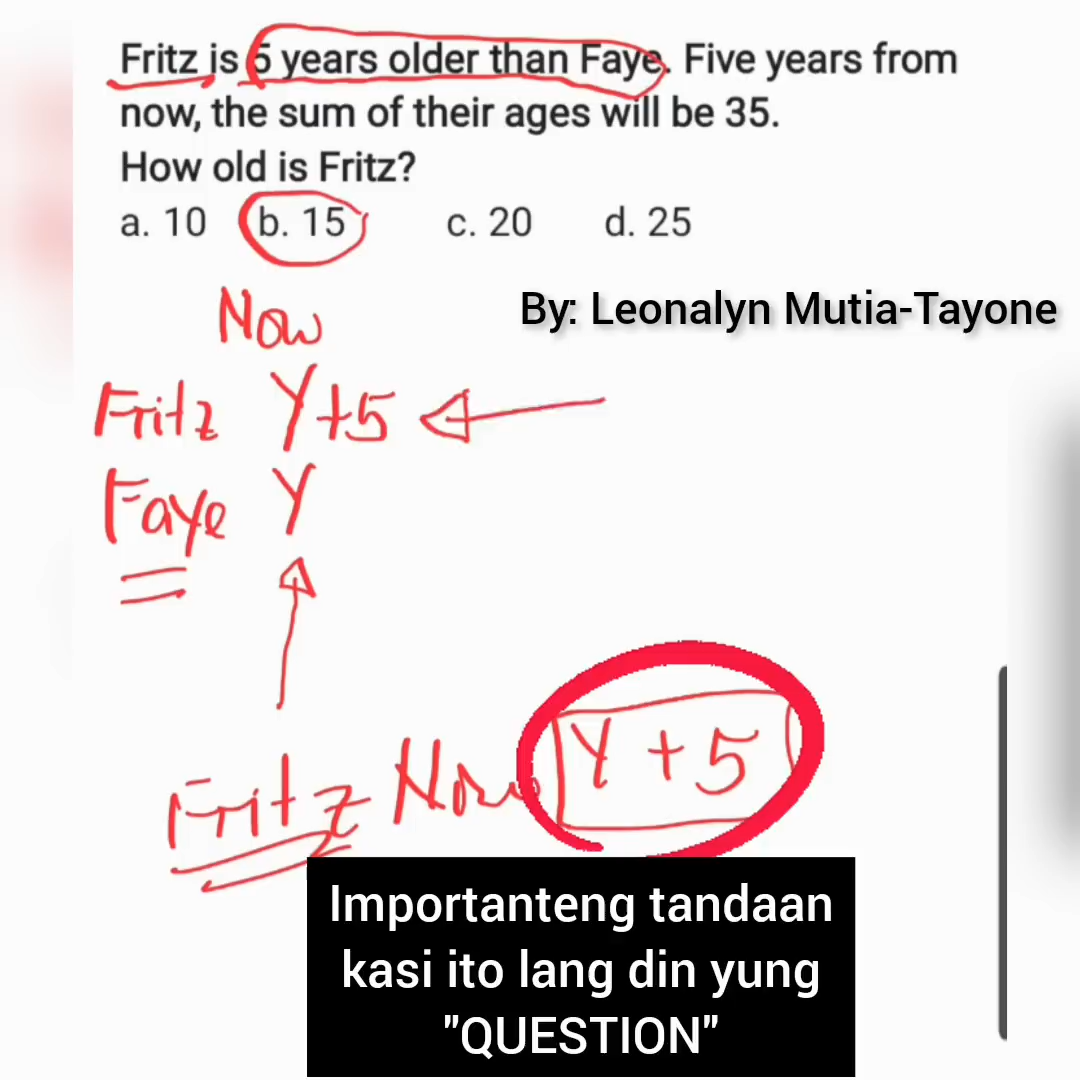 Fritz is 5 years older than Faye. Five years from
now, the sum of their ages will be 35.
How old is Fritz?
a. 10 b. 15 c. 20 d. 25
By: Leonalyn Mutia-Tayone
Now
Fritz Y+5
Faye Y
Fritz Now Y + 5
Importanteng tandaan
kasi ito lang din yung
"QUESTION"